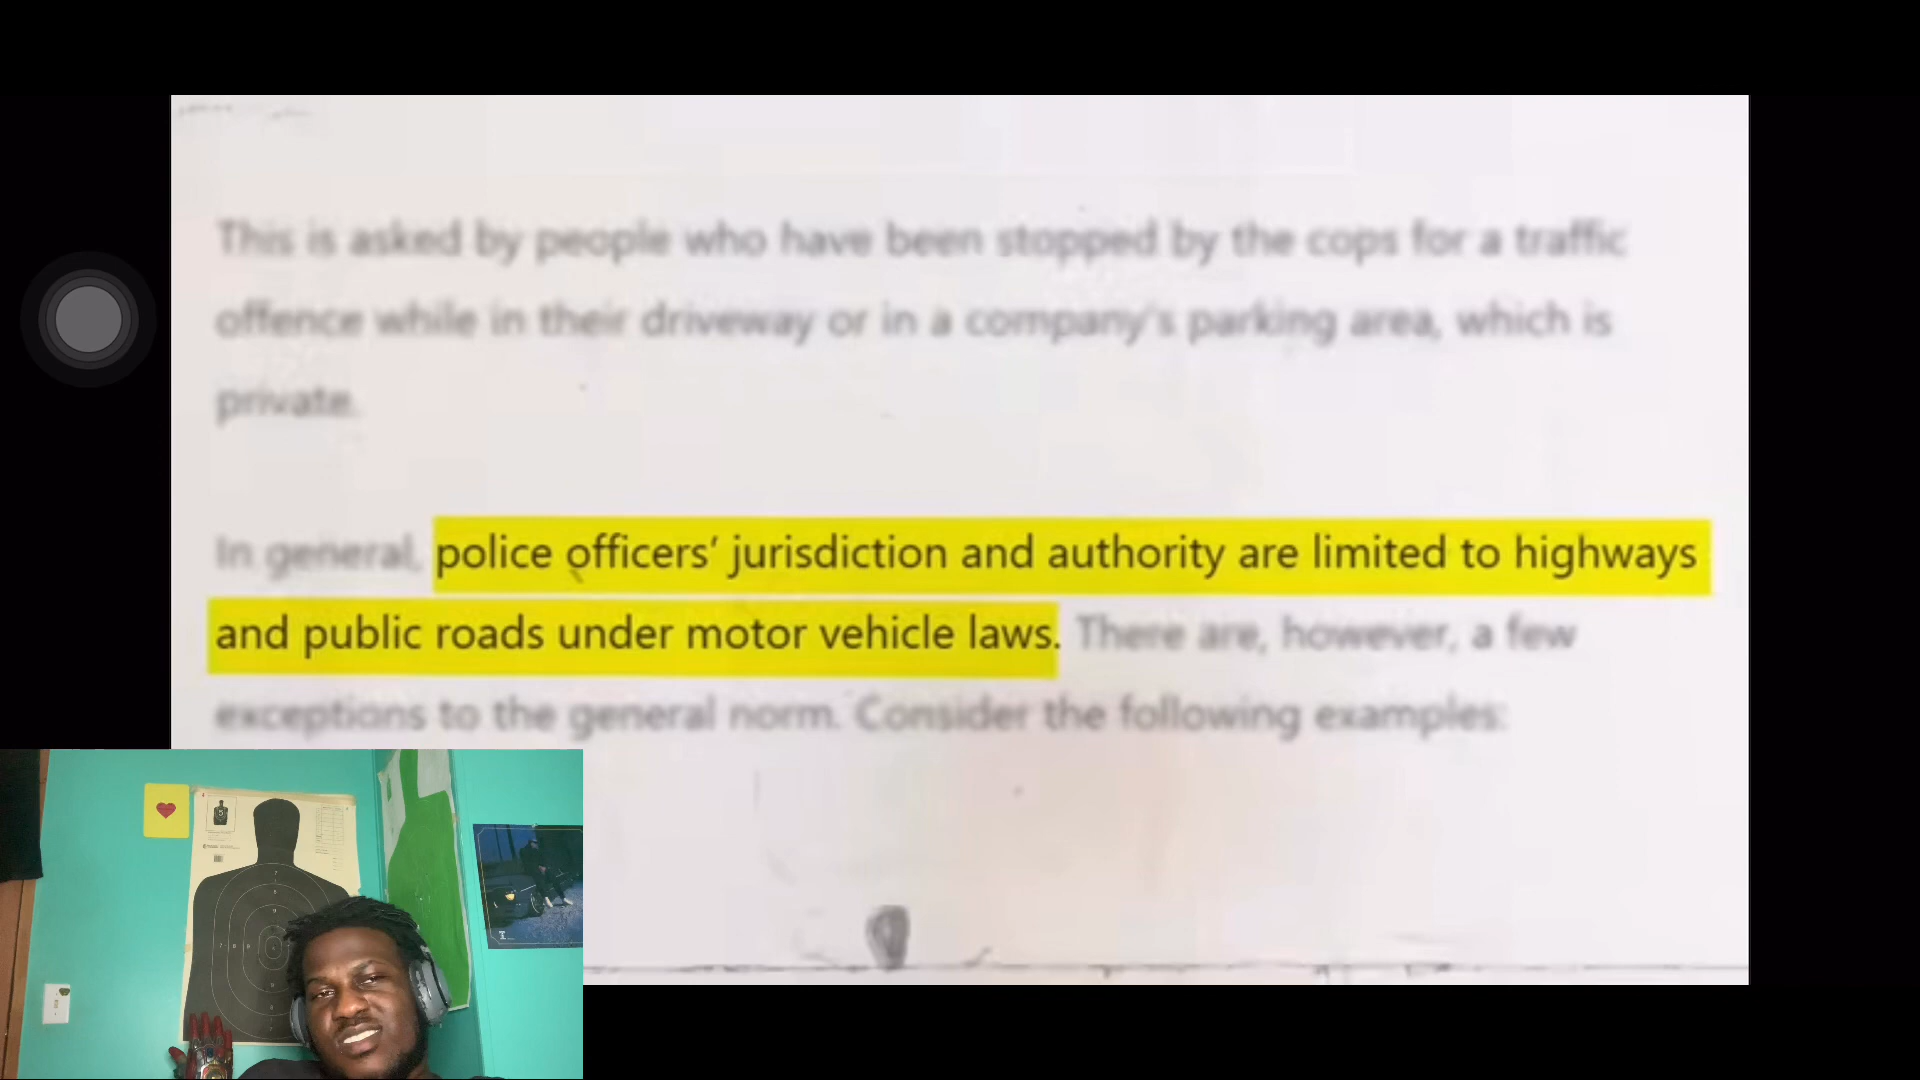 This is asked by people who have been stopped by the cops for a traffic
offence while in their driveway or in a company's parking area, which is
private.
In general, police officers' jurisdiction and authority are limited to highways
and public roads under motor vehicle laws. There are, however, a few
exceptions to the general norm. Consider the following examples: